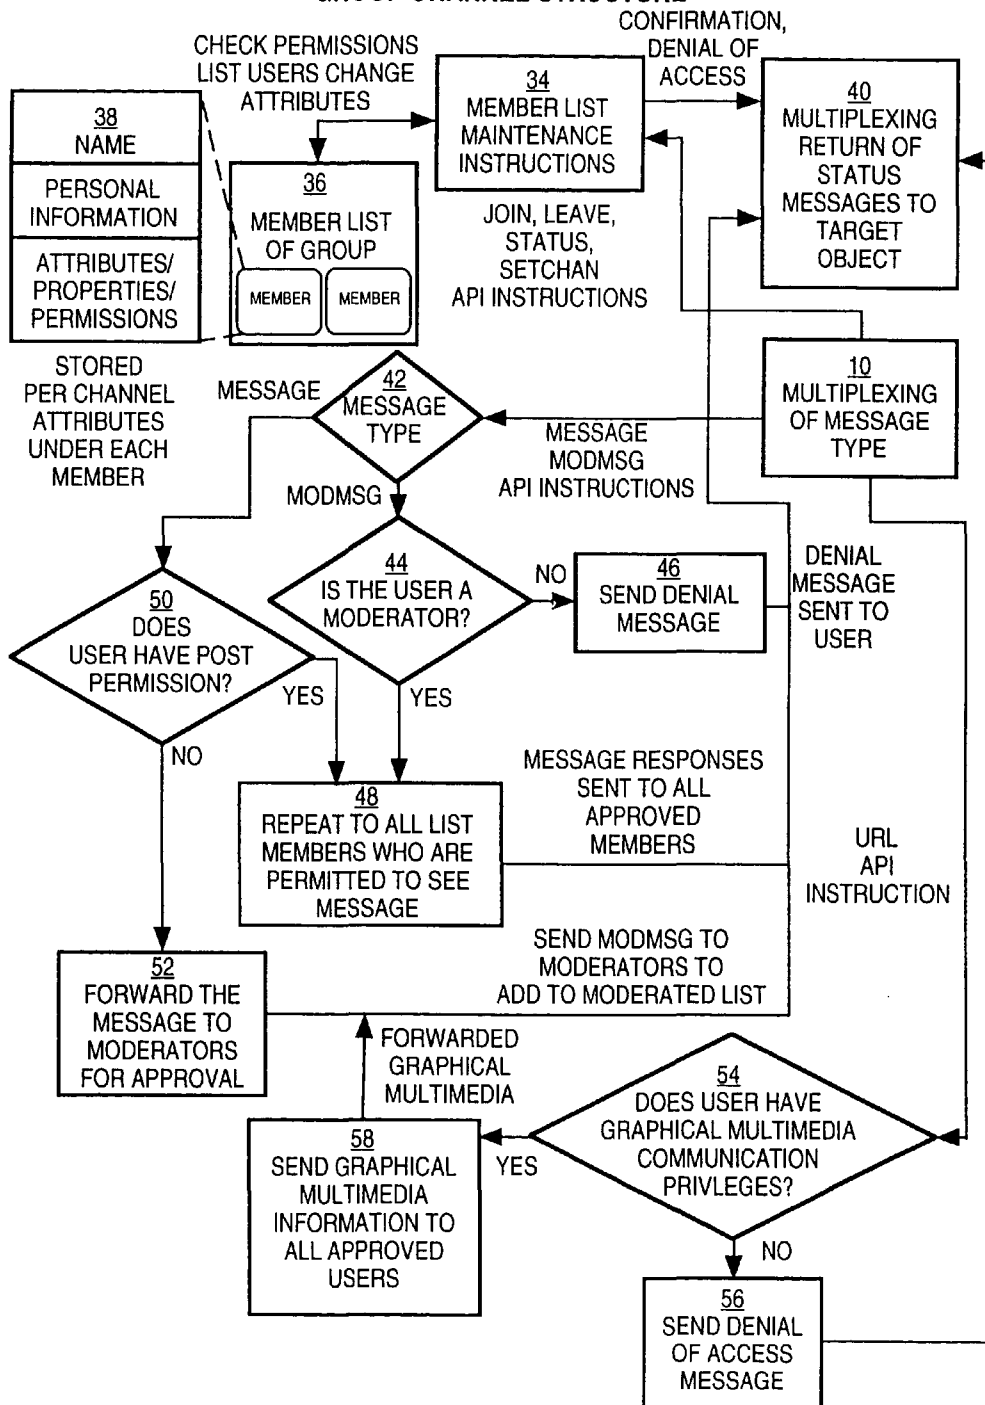 GROUP CHANNEL STRUCTURE
CONFIRMATION,
DENIAL OF
ACCESS
CHECK PERMISSIONS
LIST USERS CHANGE
ATTRIBUTES
38
NAME
PERSONAL
INFORMATION
ATTRIBUTES/
PROPERTIES/
PERMISSIONS
STORED
PER CHANNEL
ATTRIBUTES
UNDER EACH
MEMBER
36
MEMBER LIST
OF GROUP
MEMBER
MEMBER
34
MEMBER LIST
MAINTENANCE
INSTRUCTIONS
JOIN, LEAVE,
STATUS,
SETCHAN
API INSTRUCTIONS
40
MULTIPLEXING
RETURN OF
STATUS
MESSAGES TO
TARGET
OBJECT
10
MULTIPLEXING
OF MESSAGE
TYPE
MESSAGE
42
MESSAGE
TYPE
MESSAGE
MODMSG
API INSTRUCTIONS
MODMSG
44
IS THE USER A
MODERATOR?
NO
46
SEND DENIAL
MESSAGE
DENIAL
MESSAGE
SENT TO
USER
50
DOES
USER HAVE POST
PERMISSION?
YES
YES
NO
48
REPEAT TO ALL LIST
MEMBERS WHO ARE
PERMITTED TO SEE
MESSAGE
MESSAGE RESPONSES
SENT TO ALL
APPROVED
MEMBERS
URL
API
INSTRUCTION
52
FORWARD THE
MESSAGE TO
MODERATORS
FOR APPROVAL
SEND MODMSG TO
MODERATORS TO
ADD TO MODERATED LIST
FORWARDED
GRAPHICAL
MULTIMEDIA
54
DOES USER HAVE
GRAPHICAL MULTIMEDIA
COMMUNICATION
PRIVLEGES?
YES
58
SEND GRAPHICAL
MULTIMEDIA
INFORMATION TO
ALL APPROVED
USERS
NO
56
SEND DENIAL
OF ACCESS
MESSAGE